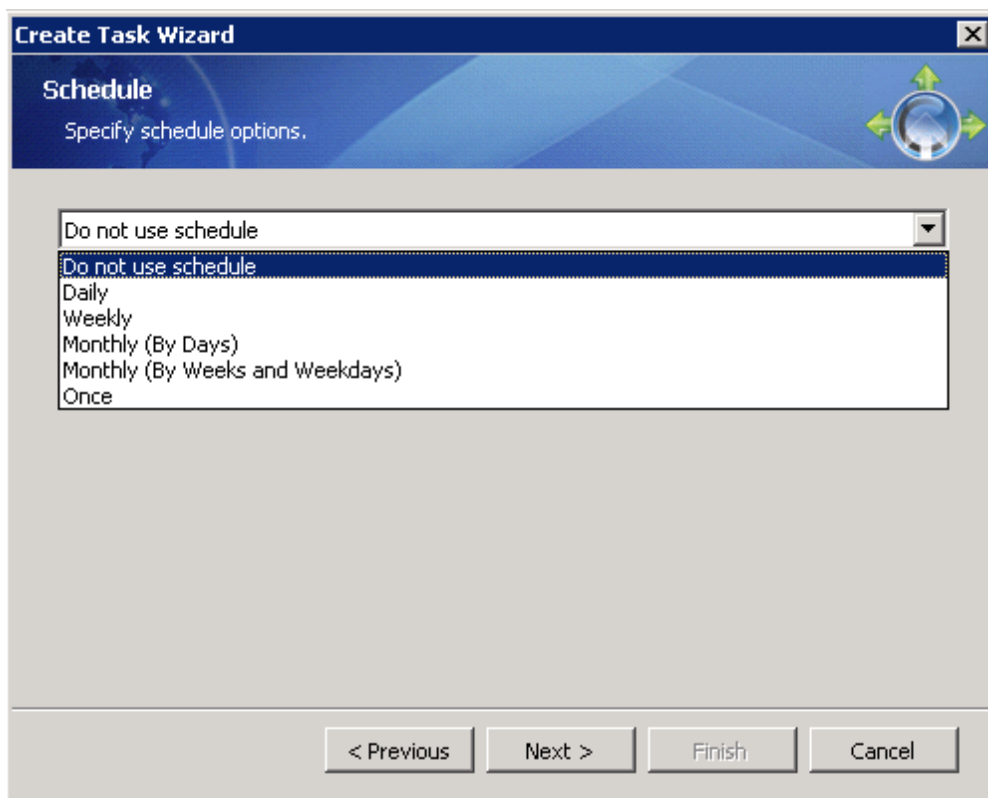 Create Task Wizard
Schedule
Specify schedule options.
Do not use schedule
Do not use schedule
Daily
Weekly
Monthly (By Days)
Monthly (By Weeks and Weekdays)
Once
< Previous
Next >
Finish
Cancel